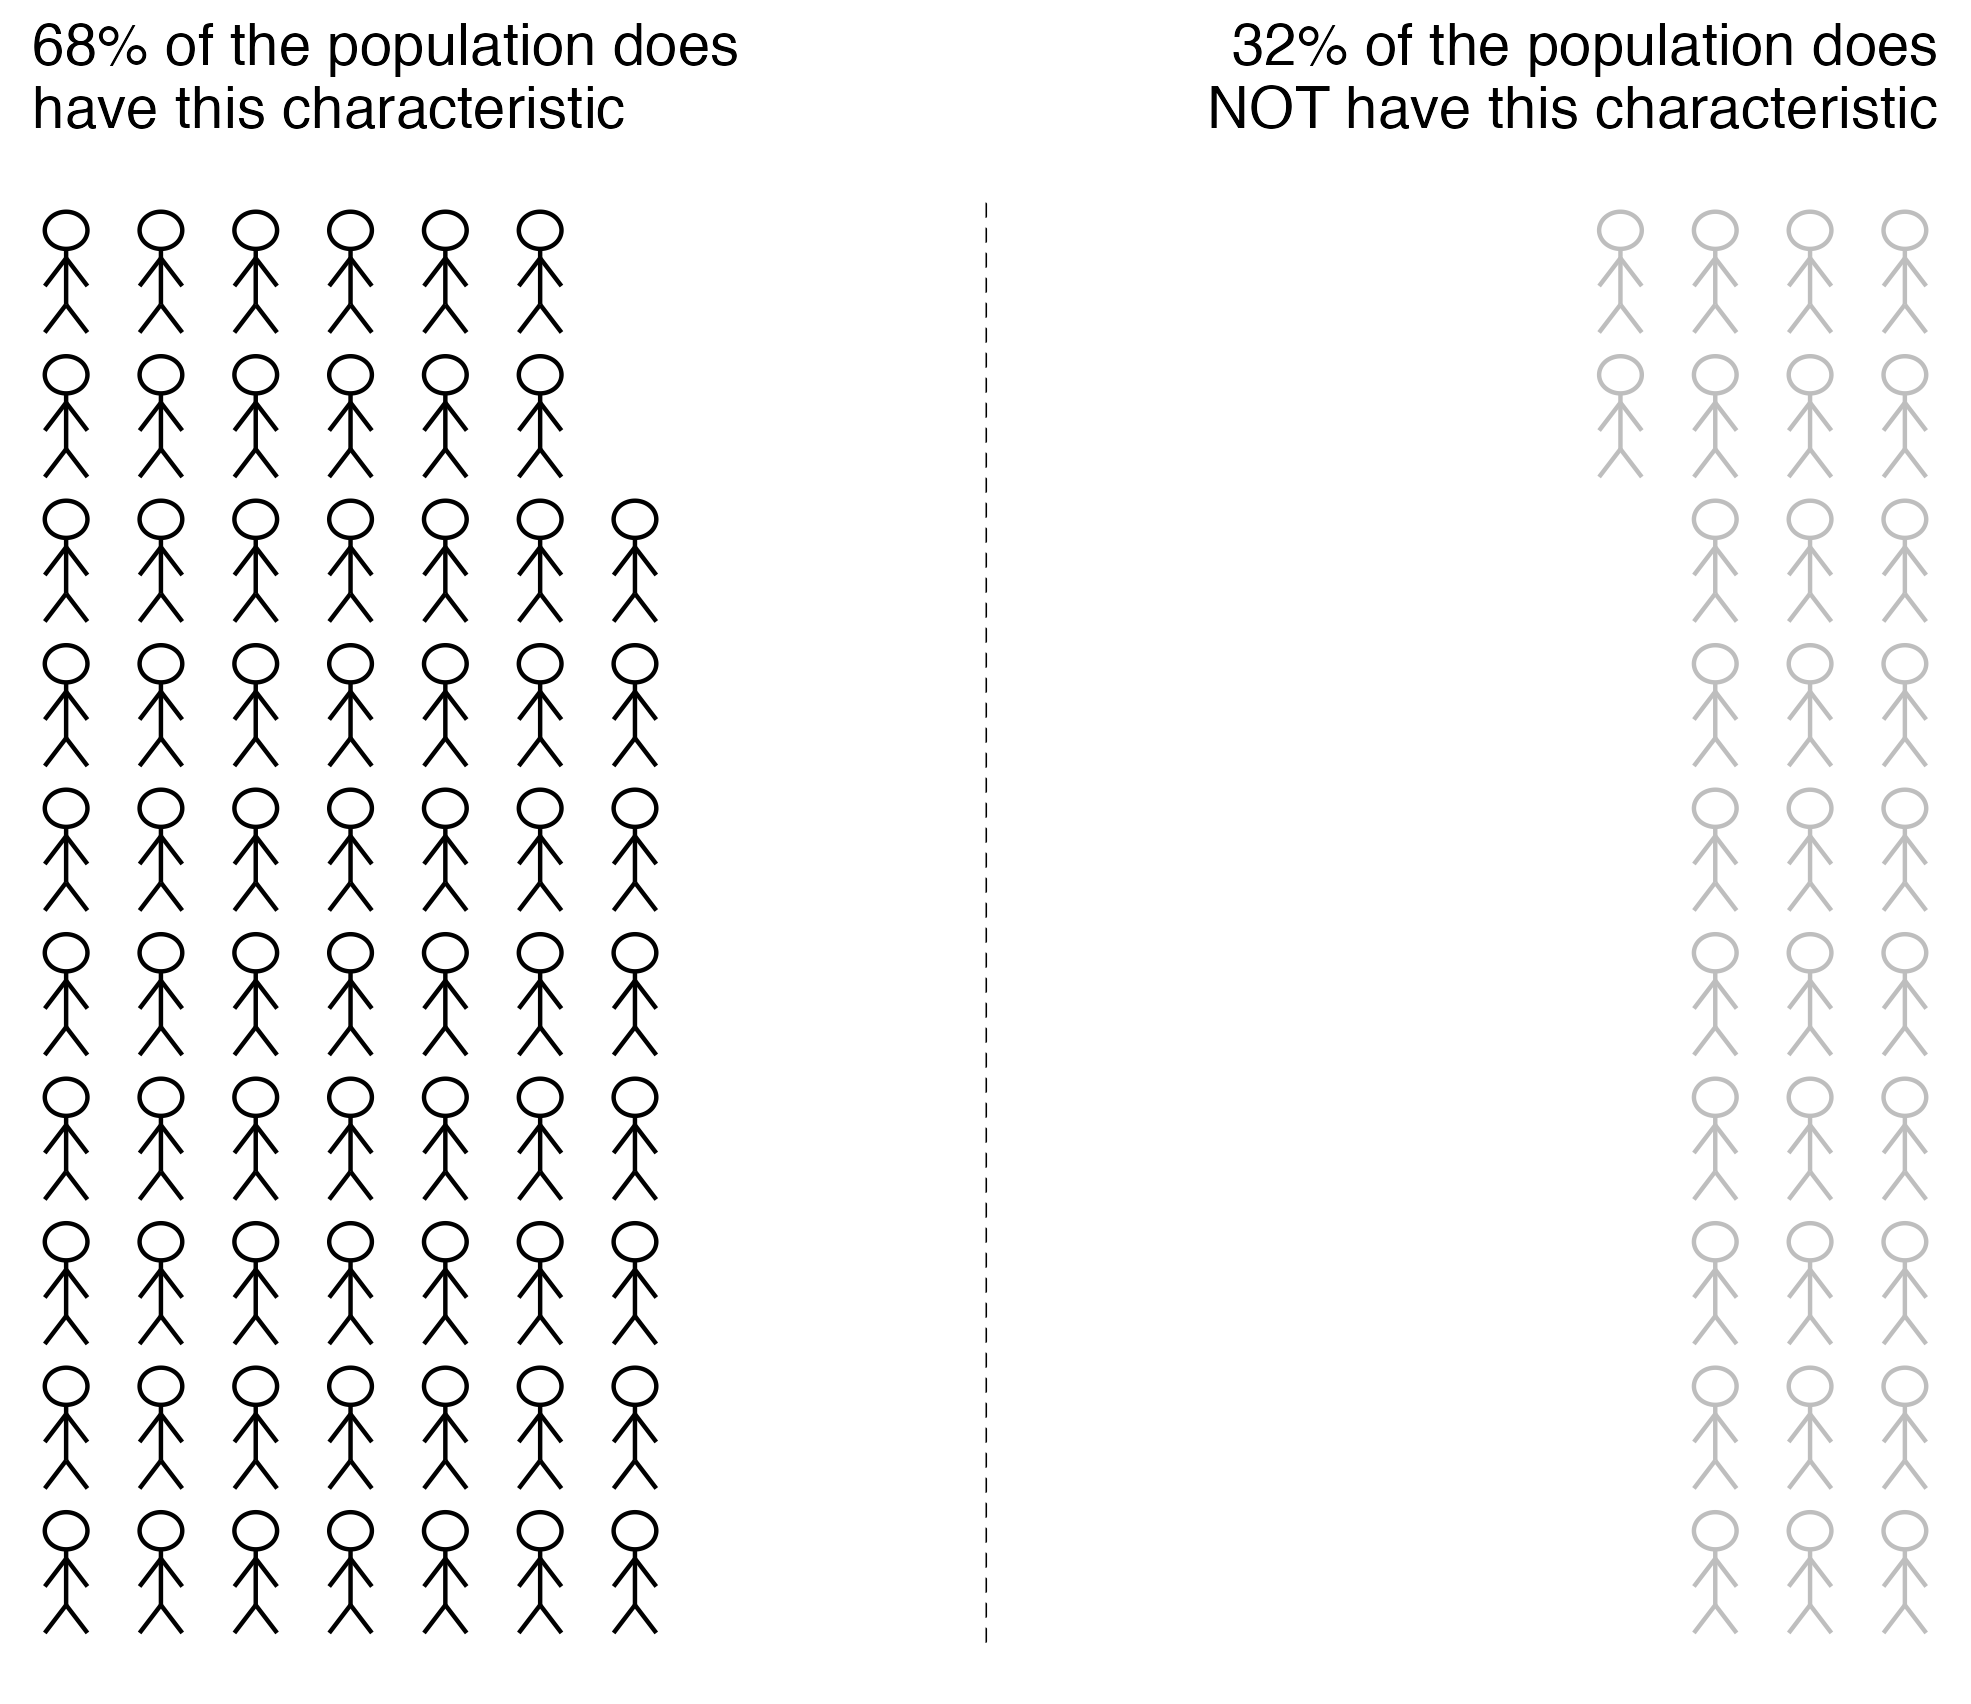 68% of the population does
have this characteristic
32% of the population does
NOT have this characteristic